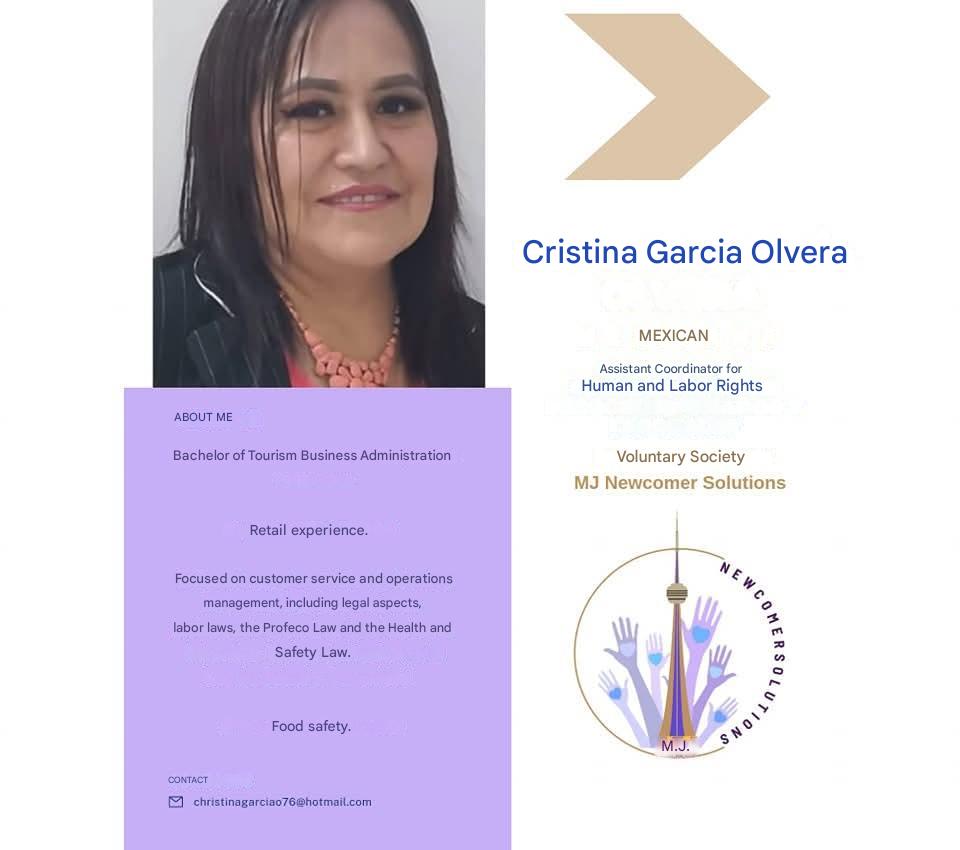 Cristina Garcia Olvera
MEXICAN
Assistant Coordinator for
Human and Labor Rights
Voluntary Society
MJ Newcomer Solutions
NEWCOMERSOLUTIONS
M.J.
ABOUT ME
Bachelor of Tourism Business Administration
Retail experience.
Focused on customer service and operations
management, including legal aspects,
labor laws, the Profeco Law and the Health and
Safety Law.
Food safety.
CONTACT
christinagarciao76@hotmail.com